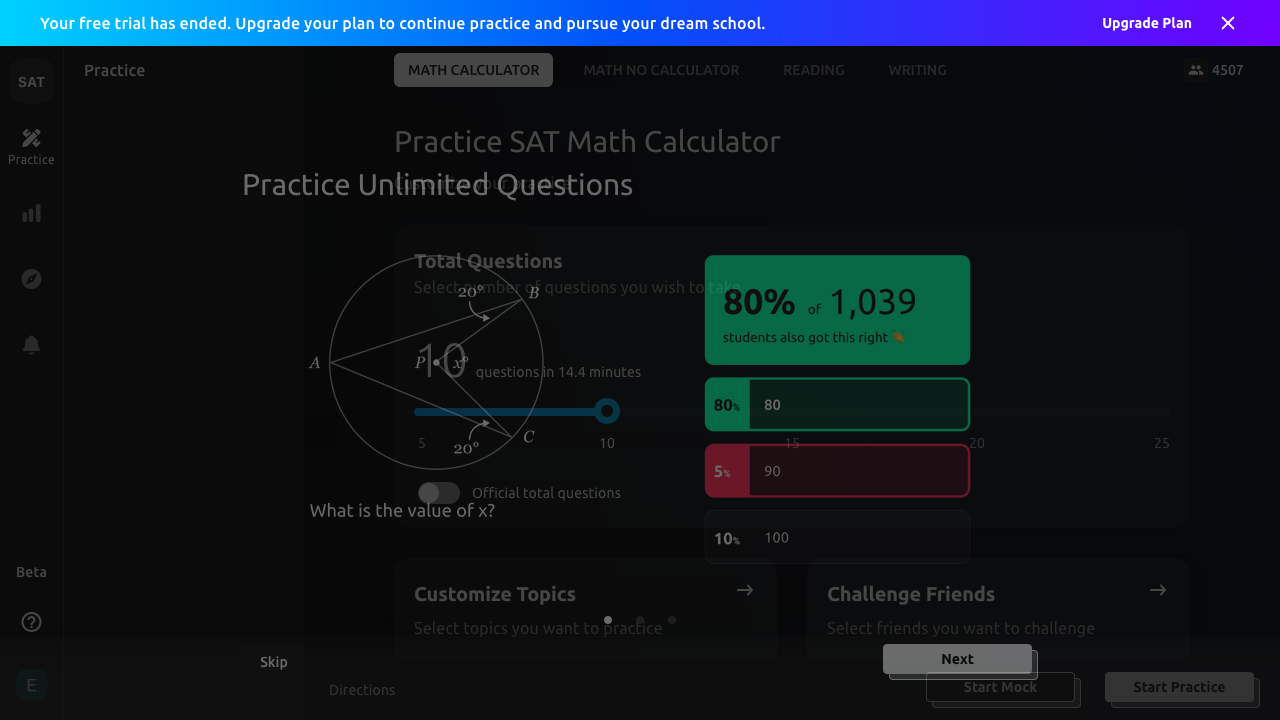 Your free trial has ended. Upgrade your plan to continue practice and pursue your dream school.
Upgrade Plan
SAT
Practice
MATH CALCULATOR
MATH NO CALCULATOR
READING
WRITING
4507
Practice
Practice SAT Math Calculator
Customize your practice
Practice Unlimited Questions
Total Questions
Select number of questions you wish to take
10 questions in 14.4 minutes
5
10
15
20
25
Official total questions
20°
B
A
P
x°
20°
C
What is the value of x?
80% of 1,039
students also got this right
80% 80
5% 90
10% 100
Beta
Customize Topics
Select topics you want to practice
Challenge Friends
Select friends you want to challenge
Skip
Next
E
Directions
Start Mock
Start Practice